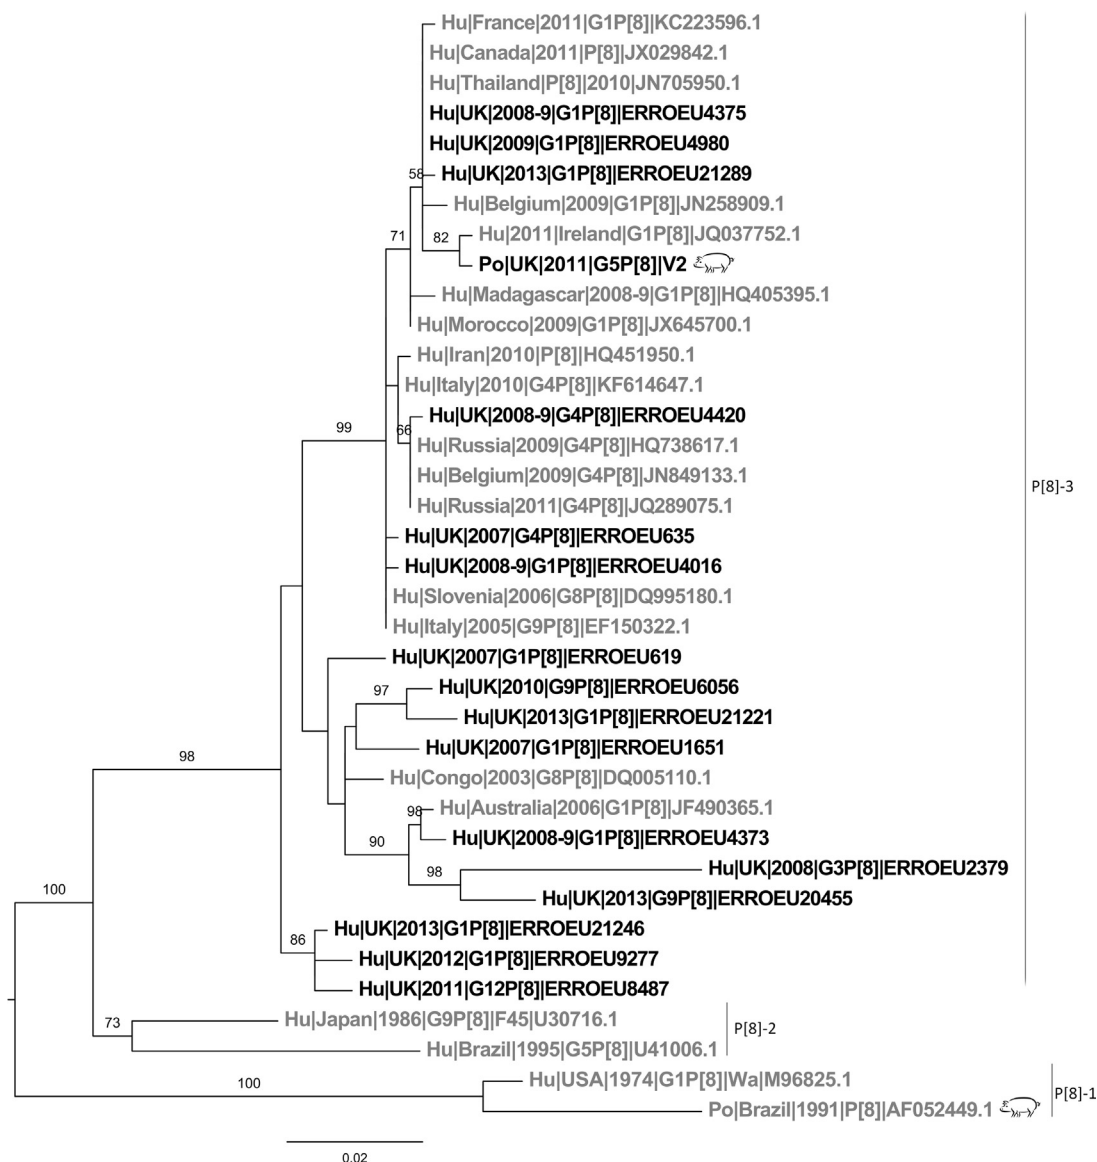 Hu|France|2011|G1P[8]|KC223596.1
Hu|Canada|2011|P[8]|JX029842.1
Hu|Thailand|P[8]|2010|JN705950.1
Hu|UK|2008-9|G1P[8]|ERROEU4375
Hu|UK|2009|G1P[8]|ERROEU4980
58
Hu|UK|2013|G1P[8]|ERROEU21289
Hu|Belgium|2009|G1P[8]|JN258909.1
71
82
Hu|2011|Ireland|G1P[8]|JQ037752.1
Po|UK|2011|G5P[8]|V2
Hu|Madagascar|2008-9|G1P[8]|HQ405395.1
Hu|Morocco|2009|G1P[8]|JX645700.1
Hu|Iran|2010|P[8]|HQ451950.1
Hu|Italy|2010|G4P[8]|KF614647.1
Hu|UK|2008-9|G4P[8]|ERROEU4420
99
66
Hu|Russia|2009|G4P[8]|HQ738617.1
Hu|Belgium|2009|G4P[8]|JN849133.1
P[8]-3
Hu|Russia|2011|G4P[8]|JQ289075.1
Hu|UK|2007|G4P[8]|ERROEU635
Hu|UK|2008-9|G1P[8]|ERROEU4016
Hu|Slovenia|2006|G8P[8]|DQ995180.1
Hu|Italy|2005|G9P[8]|EF150322.1
Hu|UK|2007|G1P[8]|ERROEU619
97
Hu|UK|2010|G9P[8]|ERROEU6056
Hu|UK|2013|G1P[8]|ERROEU21221
Hu|UK|2007|G1P[8]|ERROEU1651
98
Hu|Congo|2003|G8P[8]|DQ005110.1
98
Hu|Australia|2006|G1P[8]|JF490365.1
90
Hu|UK|2008-9|G1P[8]|ERROEU4373
98
Hu|UK|2008|G3P[8]|ERROEU2379
100
Hu|UK|2013|G9P[8]|ERROEU20455
Hu|UK|2013|G1P[8]|ERROEU21246
86
Hu|UK|2012|G1P[8]|ERROEU9277
Hu|UK|2011|G12P[8]|ERROEU8487
73
Hu|Japan|1986|G9P[8]|F45|U30716.1
P[8]-2
Hu|Brazil|1995|G5P[8]|U41006.1
100
Hu|USA|1974|G1P[8]|Wa|M96825.1
P[8]-1
Po|Brazil|1991|P[8]|AF052449.1
0.02